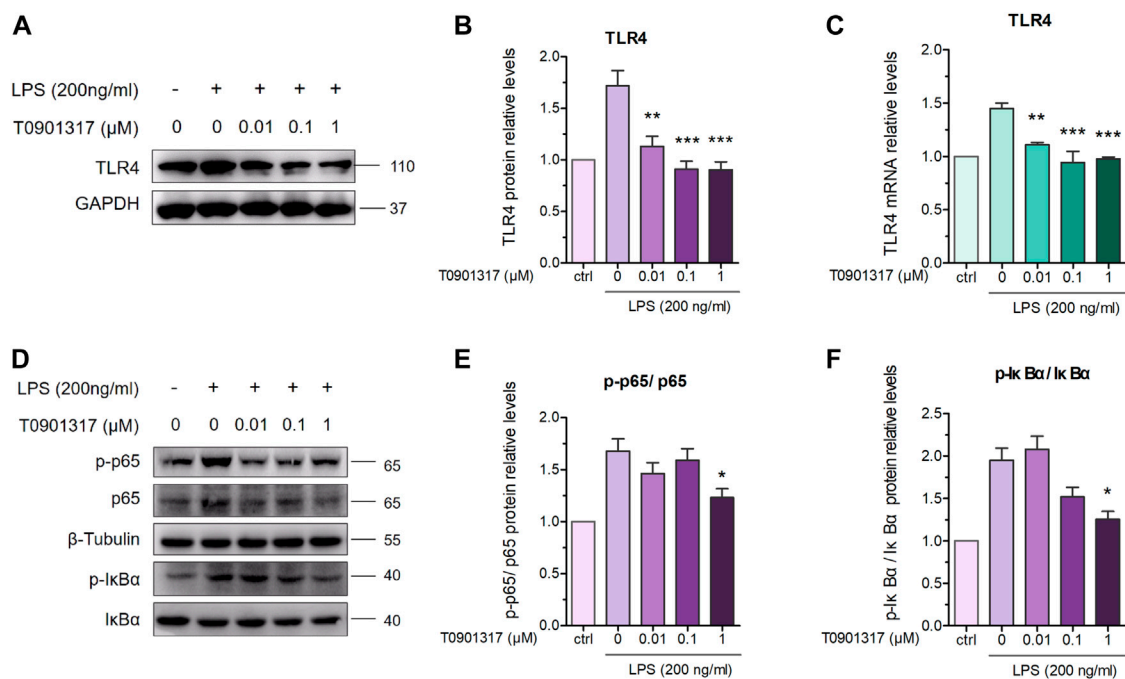 A
LPS (200ng/ml) - + + + +
T0901317 (μM) 0 0 0.01 0.1 1
TLR4 110
GAPDH 37
B
TLR4
TLR4 protein relative levels
2.0
1.5
1.0
0.5
0.0
** *** ***
T0901317 (μM) ctrl 0 0.01 0.1 1
LPS (200 ng/ml)
C
TLR4
TLR4 mRNA relative levels
2.0
1.5
1.0
0.5
0.0
** *** ***
T0901317 (μM) ctrl 0 0.01 0.1 1
LPS (200 ng/ml)
D
LPS (200ng/ml) - + + + +
T0901317 (μM) 0 0 0.01 0.1 1
p-p65 65
p65 65
β-Tubulin 55
p-IκBα 40
IκBα 40
E
p-p65/ p65
p-p65/ p65 protein relative levels
2.0
1.5
1.0
0.5
0.0
*
T0901317 (μM) ctrl 0 0.01 0.1 1
LPS (200 ng/ml)
F
p-Iκ Bα/ Iκ Bα
p-Iκ Bα / Iκ Bα protein relative levels
2.5
2.0
1.5
1.0
0.5
0.0
*
T0901317 (μM) ctrl 0 0.01 0.1 1
LPS (200 ng/ml)